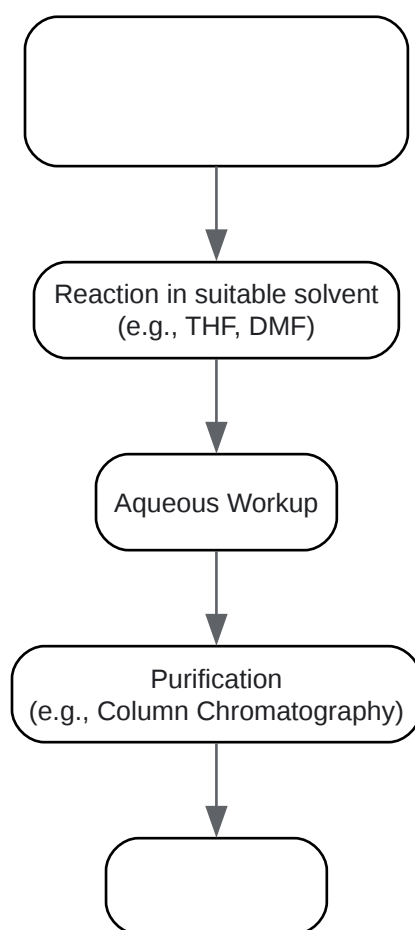 Reaction in suitable solvent
(e.g., THF, DMF)
Aqueous Workup
Purification
(e.g., Column Chromatography)